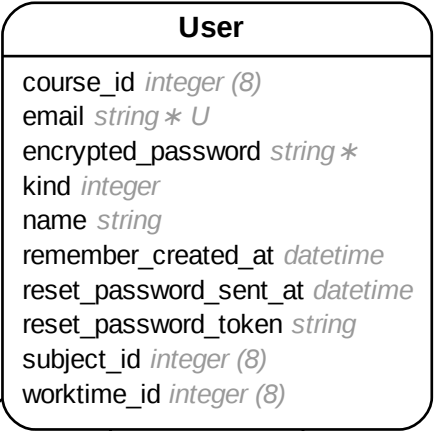 User
course_id integer (8)
email string ∗ U
encrypted_password string ∗
kind integer
name string
remember_created_at datetime
reset_password_sent_at datetime
reset_password_token string
subject_id integer (8)
worktime_id integer (8)